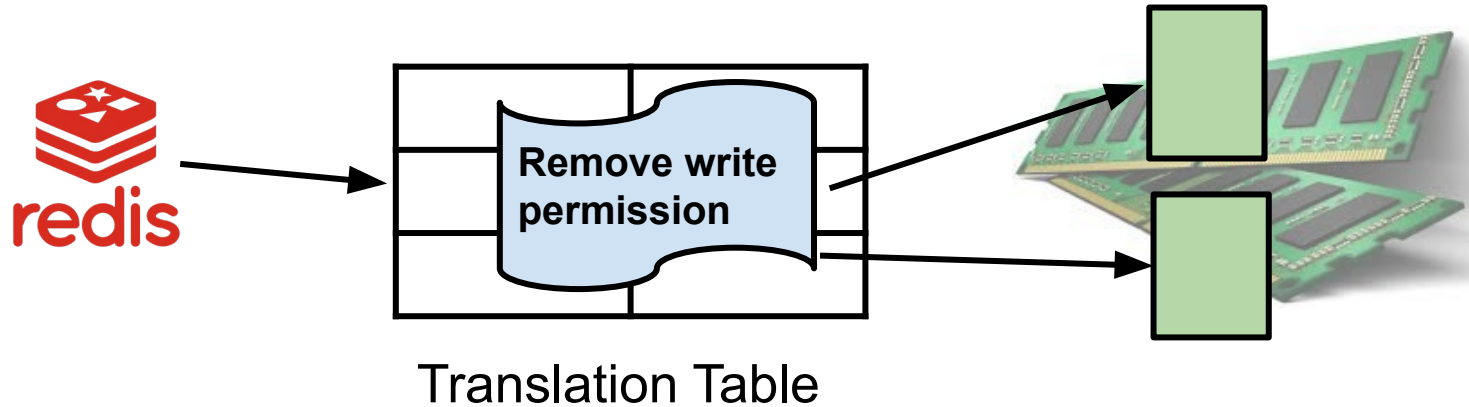 Remove write
permission
redis
Translation Table